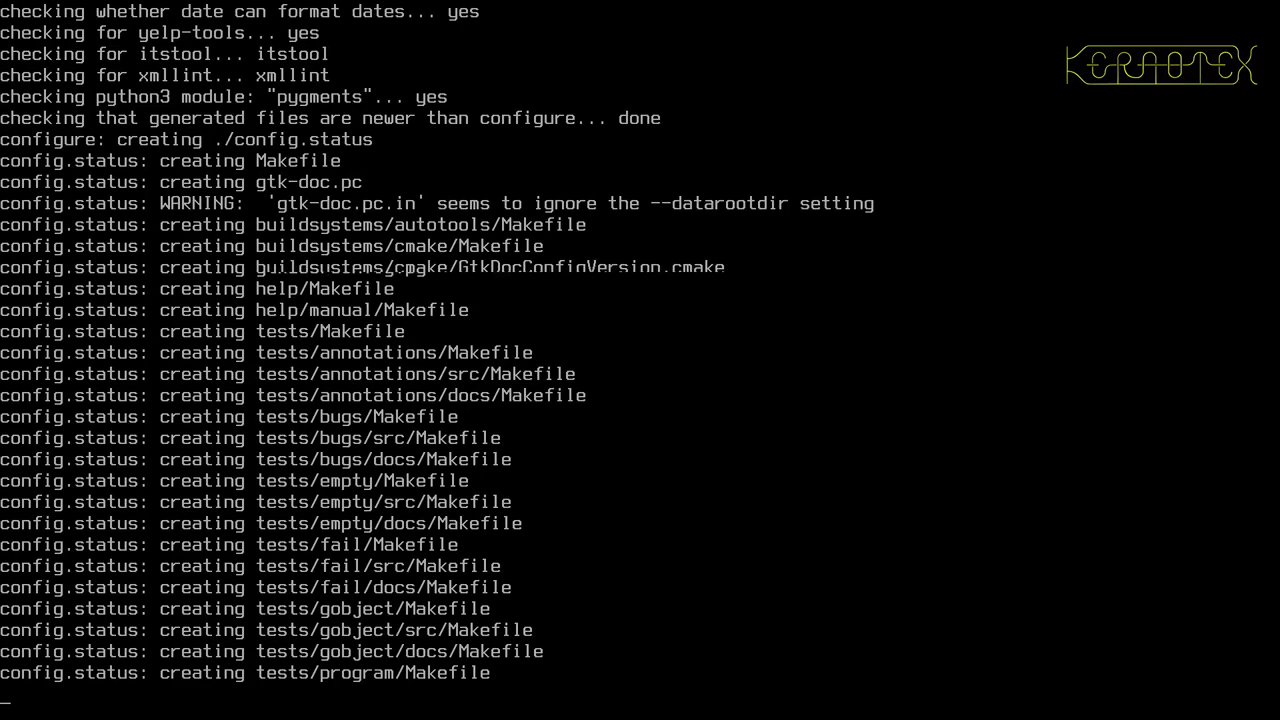 checking whether date can format dates... yes
checking for yelp-tools... yes
checking for itstool... itstool
checking for xmllint... xmllint
checking python3 module: "pygments"... yes
checking that generated files are newer than configure... done
configure: creating ./config.status
config.status: creating Makefile
config.status: creating gtk-doc.pc
config.status: WARNING:  'gtk-doc.pc.in' seems to ignore the --datarootdir setting
config.status: creating buildsystems/autotools/Makefile
config.status: creating buildsystems/cmake/Makefile
config.status: creating buildsystems/cmake/GtkDocConfigVersion.cmake
config.status: creating help/Makefile
config.status: creating help/manual/Makefile
config.status: creating tests/Makefile
config.status: creating tests/annotations/Makefile
config.status: creating tests/annotations/src/Makefile
config.status: creating tests/annotations/docs/Makefile
config.status: creating tests/bugs/Makefile
config.status: creating tests/bugs/src/Makefile
config.status: creating tests/bugs/docs/Makefile
config.status: creating tests/empty/Makefile
config.status: creating tests/empty/src/Makefile
config.status: creating tests/empty/docs/Makefile
config.status: creating tests/fail/Makefile
config.status: creating tests/fail/src/Makefile
config.status: creating tests/fail/docs/Makefile
config.status: creating tests/gobject/Makefile
config.status: creating tests/gobject/src/Makefile
config.status: creating tests/gobject/docs/Makefile
config.status: creating tests/program/Makefile